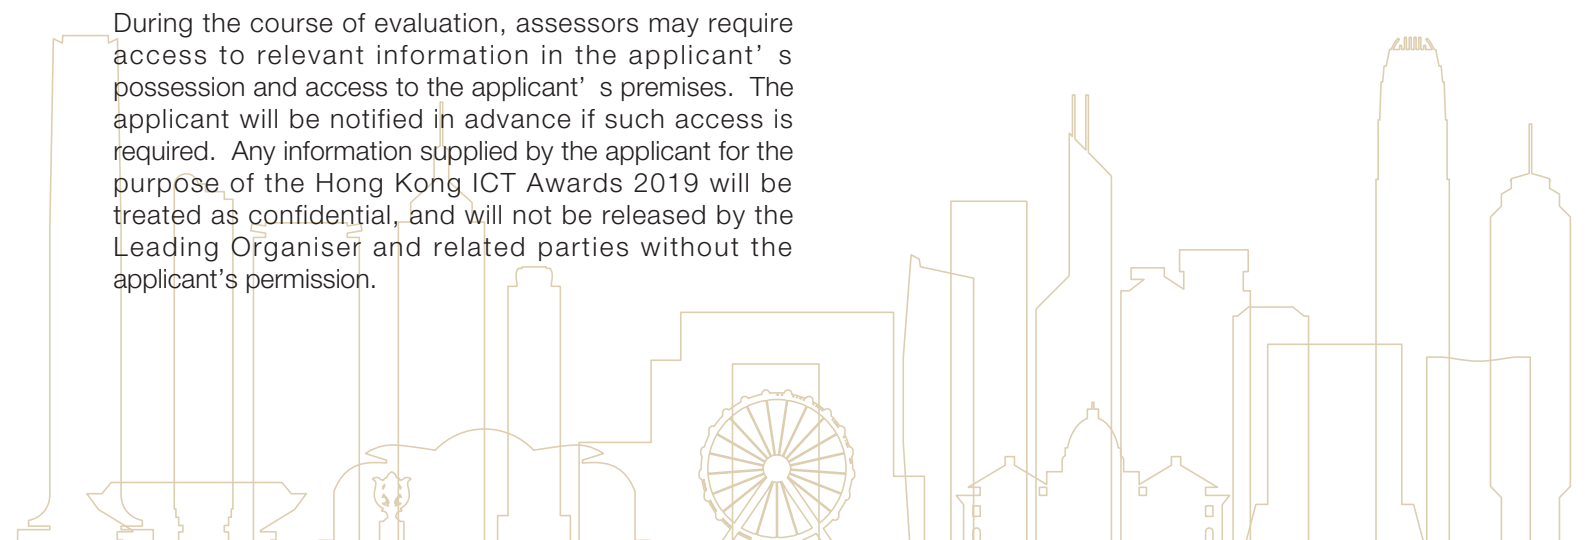 During the course of evaluation, assessors may require
access to relevant information in the applicant’ s
possession and access to the applicant’ s premises.  The
applicant will be notified in advance if such access is
required.  Any information supplied by the applicant for the
purpose of the Hong Kong ICT Awards 2019 will be
treated as confidential, and will not be released by the
Leading Organiser and related parties without the
applicant’s permission.